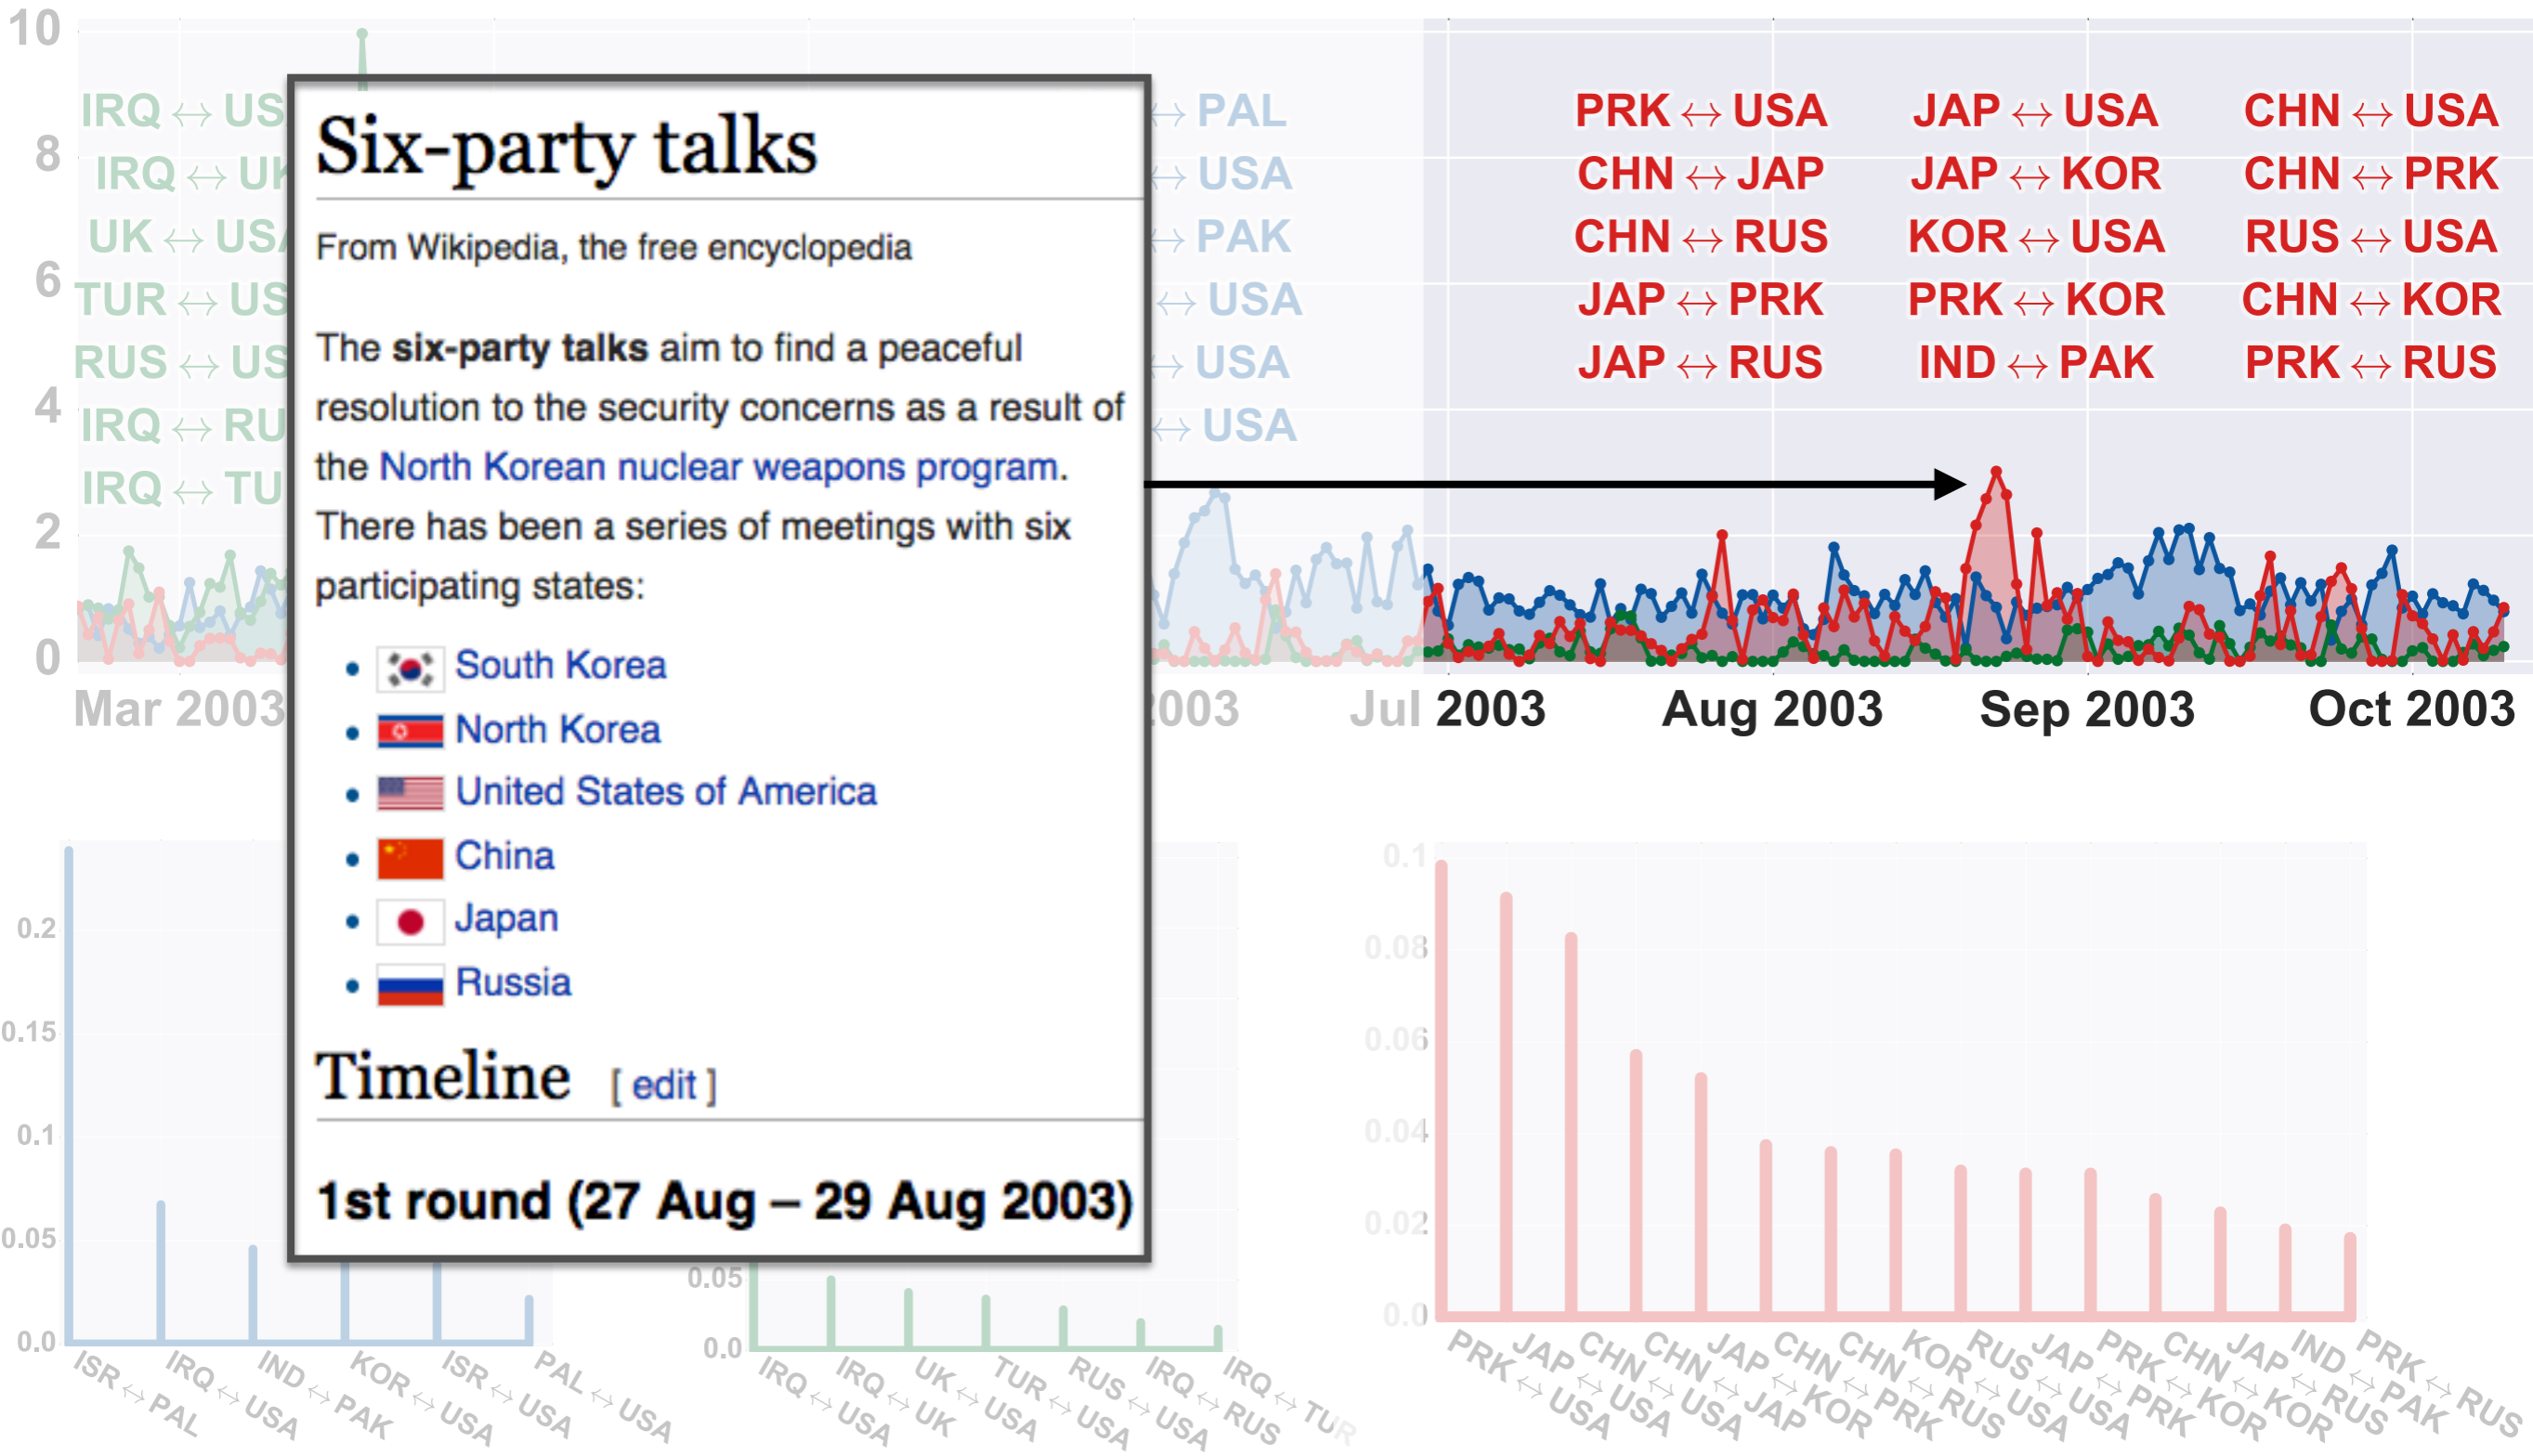 10
8
6
4
2
0
IRQ ↔ US
IRQ ↔ UK
UK ↔ USA
TUR ↔ US
RUS ↔ US
IRQ ↔ RU
IRQ ↔ TU
Six-party talks
From Wikipedia, the free encyclopedia
The six-party talks aim to find a peaceful
resolution to the security concerns as a result of
the North Korean nuclear weapons program.
There has been a series of meetings with six
participating states:
South Korea
North Korea
United States of America
China
Japan
Russia
Timeline [ edit ]
1st round (27 Aug – 29 Aug 2003)
↔ PAL
↔ USA
↔ PAK
↔ USA
↔ USA
↔ USA
PRK ↔ USA JAP ↔ USA CHN ↔ USA
CHN ↔ JAP JAP ↔ KOR CHN ↔ PRK
CHN ↔ RUS KOR ↔ USA RUS ↔ USA
JAP ↔ PRK PRK ↔ KOR CHN ↔ KOR
JAP ↔ RUS IND ↔ PAK PRK ↔ RUS
Mar 2003 2003 Jul 2003 Aug 2003 Sep 2003 Oct 2003
0.2
0.15
0.1
0.05
0.0
ISR ↔ PAL
IRQ ↔ USA
IND ↔ PAK
KOR ↔ USA
ISR ↔ USA
PAL ↔ USA
0.05
0.0
IRQ ↔ USA
IRQ ↔ UK
UK ↔ USA
TUR ↔ USA
RUS ↔ USA
IRQ ↔ RUS
IRQ ↔ TUR
0.1
0.08
0.06
0.04
0.02
0.0
PRK ↔ USA
JAP ↔ USA
CHN ↔ USA
CHN ↔ JAP
JAP ↔ KOR
CHN ↔ PRK
CHN ↔ RUS
KOR ↔ USA
RUS ↔ USA
JAP ↔ PRK
PRK ↔ KOR
CHN ↔ KOR
JAP ↔ RUS
IND ↔ PAK
PRK ↔ RUS